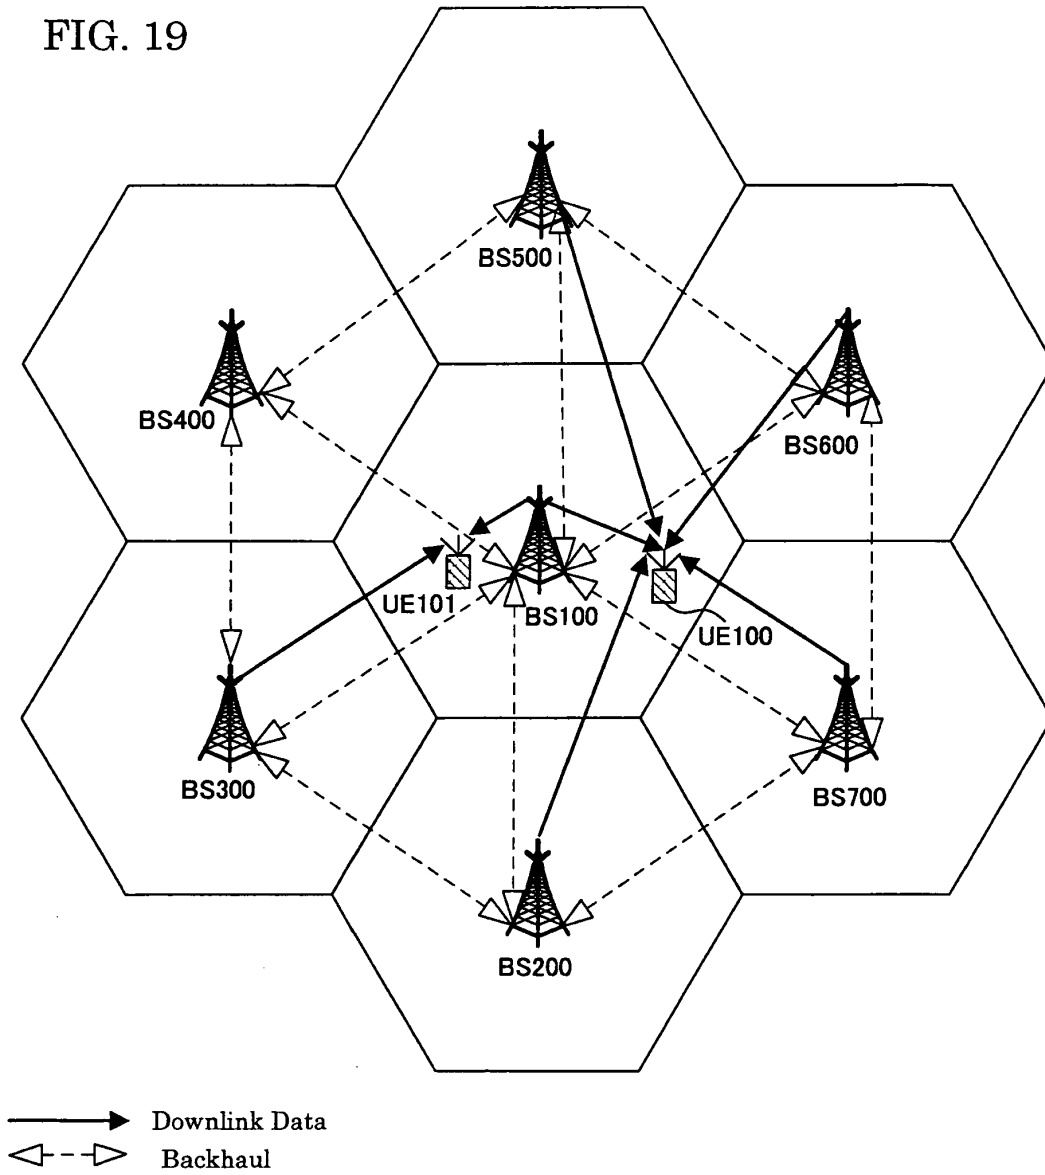 FIG. 19
BS500
BS400
BS600
UE101
BS100
UE100
BS300
BS700
BS200
Downlink Data
Backhaul